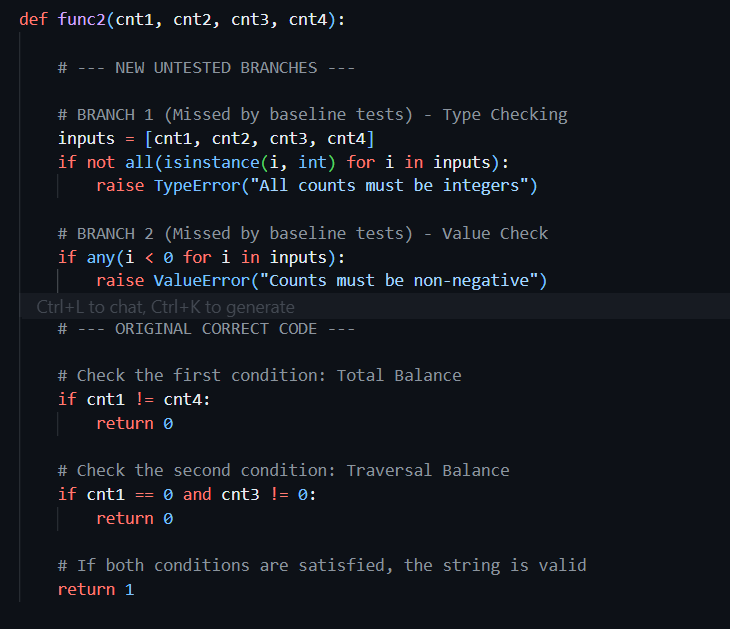 def func2(cnt1, cnt2, cnt3, cnt4):
# --- NEW UNTESTED BRANCHES ---
# BRANCH 1 (Missed by baseline tests) - Type Checking
inputs = [cnt1, cnt2, cnt3, cnt4]
if not all(isinstance(i, int) for i in inputs):
raise TypeError("All counts must be integers")
# BRANCH 2 (Missed by baseline tests) - Value Check
if any(i < 0 for i in inputs):
raise ValueError("Counts must be non-negative")
Ctrl+L to chat, Ctrl+K to generate
# --- ORIGINAL CORRECT CODE ---
# Check the first condition: Total Balance
if cnt1 != cnt4:
return 0
# Check the second condition: Traversal Balance
if cnt1 == 0 and cnt3 != 0:
return 0
# If both conditions are satisfied, the string is valid
return 1